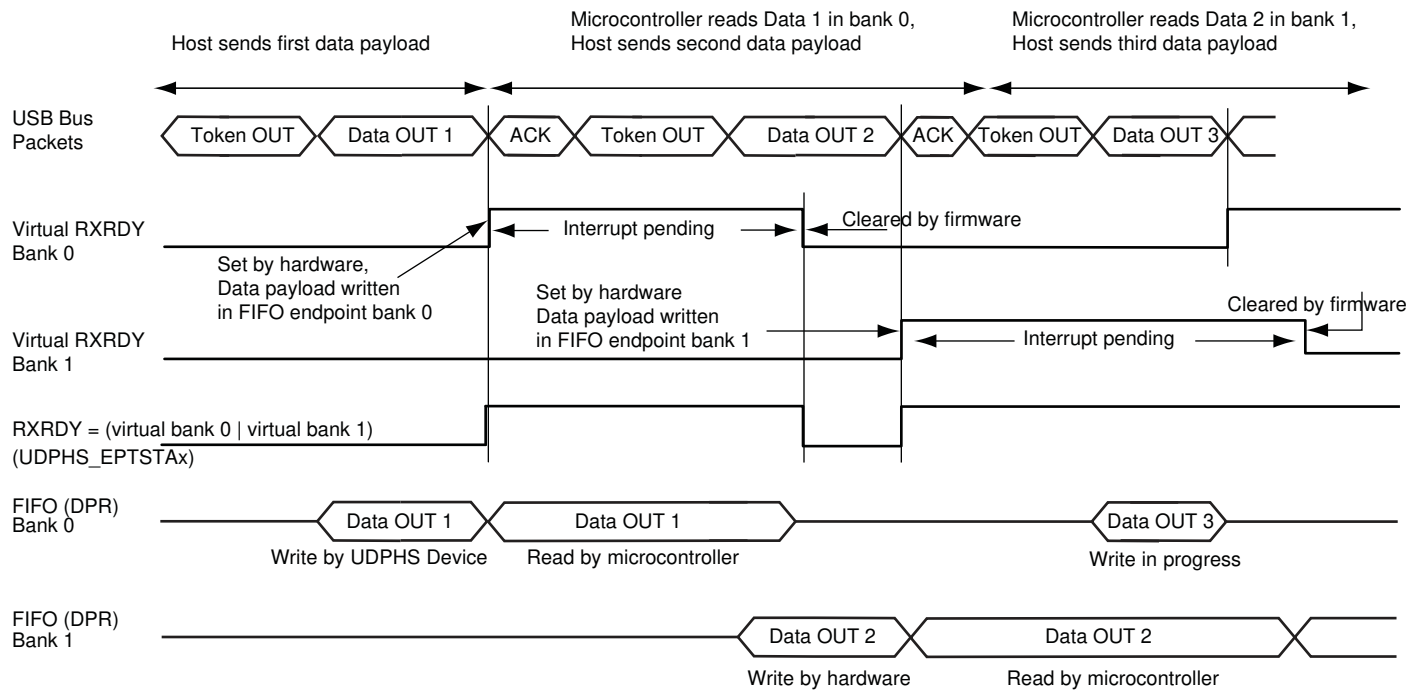 Host sends first data payload
Microcontroller reads Data 1 in bank 0,
Host sends second data payload
Microcontroller reads Data 2 in bank 1,
Host sends third data payload
USB Bus
Packets
Token OUT
Data OUT 1
ACK
Token OUT
Data OUT 2
ACK
Token OUT
Data OUT 3
Virtual RXRDY
Bank 0
Interrupt pending
Cleared by firmware
Set by hardware,
Data payload written
in FIFO endpoint bank 0
Set by hardware
Data payload written
in FIFO endpoint bank 1
Cleared by firmware
Virtual RXRDY
Bank 1
Interrupt pending
RXRDY = (virtual bank 0 | virtual bank 1)
(UDPHS_EPTSTAx)
FIFO (DPR)
Bank 0
Data OUT 1
Data OUT 1
Data OUT 3
Write by UDPHS Device
Read by microcontroller
Write in progress
FIFO (DPR)
Bank 1
Data OUT 2
Data OUT 2
Write by hardware
Read by microcontroller